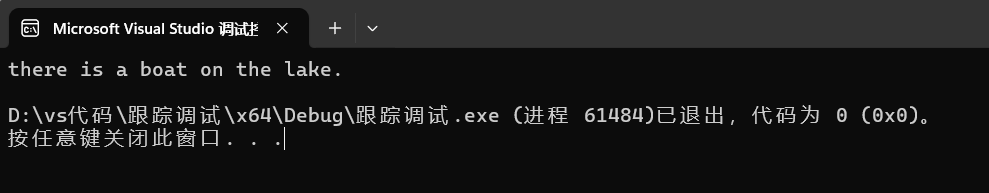 Microsoft Visual Studio 调试
there is a boat on the lake.
D:\vs代码\跟踪调试\x64\Debug\跟踪调试.exe (进程 61484)已退出，代码为 0 (0x0)。
按任意键关闭此窗口. . .